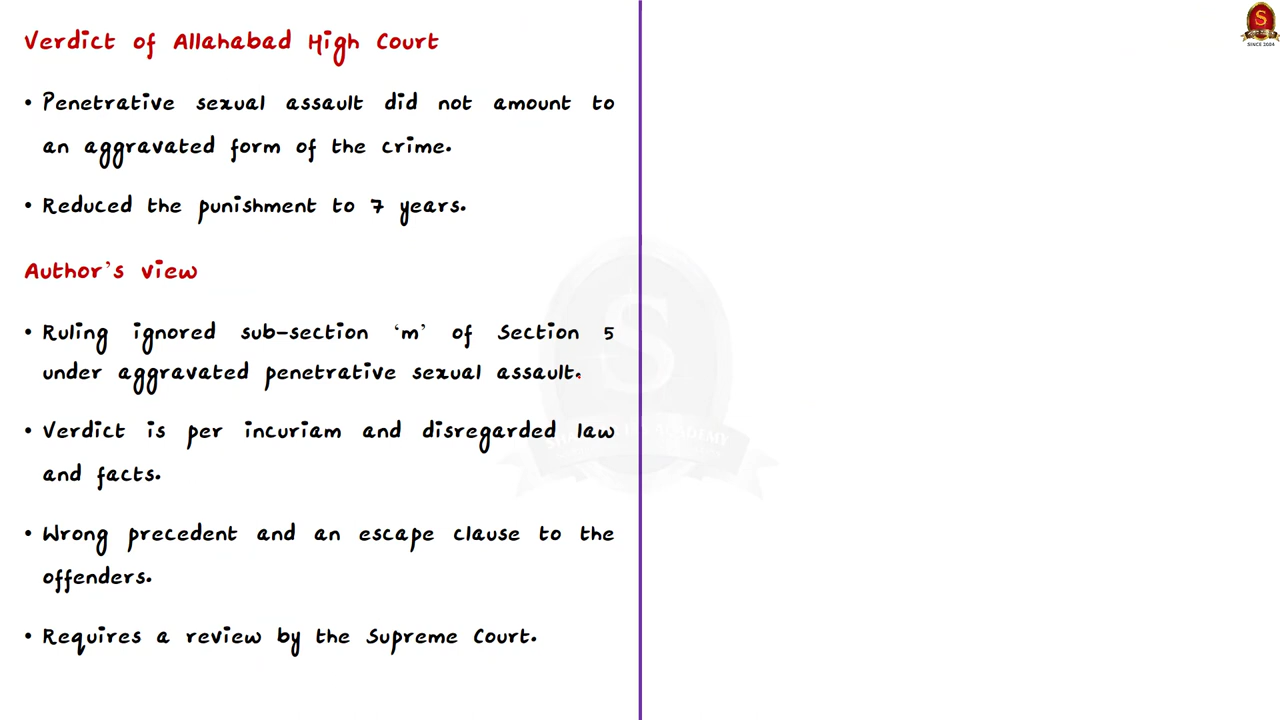 Verdict of Allahabad High Court
• Penetrative sexual assault did not amount to
an aggravated form of the crime.
• Reduced the punishment to 7 years.
Author's view
• Ruling ignored sub-section 'm' of Section 5
under aggravated penetrative sexual assault.
• Verdict is per incuriam and disregarded law
and facts.
• Wrong precedent and an escape clause to the
offenders.
• Requires a review by the Supreme Court.
S
SINCE 2004